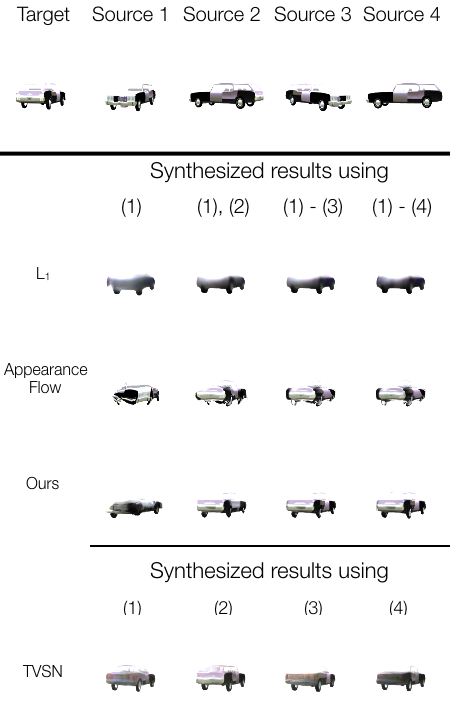 Target Source 1 Source 2 Source 3 Source 4
Synthesized results using
(1) (1), (2) (1) - (3) (1) - (4)
L₁
Appearance
Flow
Ours
Synthesized results using
(1) (2) (3) (4)
TVSN